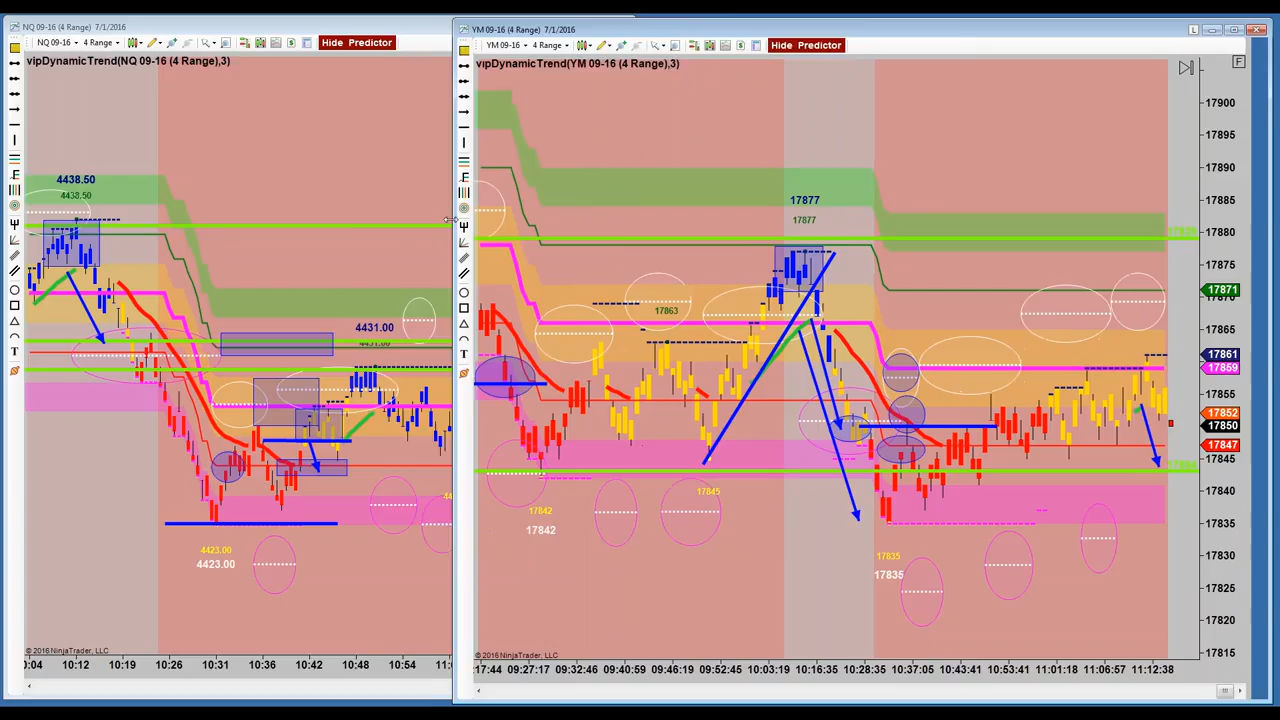 NQ 09-16 (4 Range) 7/1/2016
NQ 09-16
4 Range
Hide Predictor
vipDynamicTrend(NQ 09-16 (4 Range),3)
F
T
4438.50
4438.50
4431.00
4423.00
4423.00
© 2016 NinjaTrader, LLC
10:12 10:19 10:26 10:31 10:36 10:42 10:48 10:54
YM 09-16 (4 Range) 7/1/2016
L
YM 09-16
4 Range
Hide Predictor
vipDynamicTrend(YM 09-16 (4 Range),3)
F
F
T
17877
17877
17863
17842
17842
17845
17835
17835
17900
17895
17890
17885
17880
17875
17871
17865
17861
17859
17855
17852
17850
17847
17845
17840
17835
17830
17825
17820
17815
© 2016 NinjaTrader, LLC
09:27:17 09:32:46 09:40:59 09:46:19 09:52:45 10:03:19 10:16:35 10:28:35 10:37:05 10:43:41 10:53:41 11:01:18 11:06:57 11:12:38